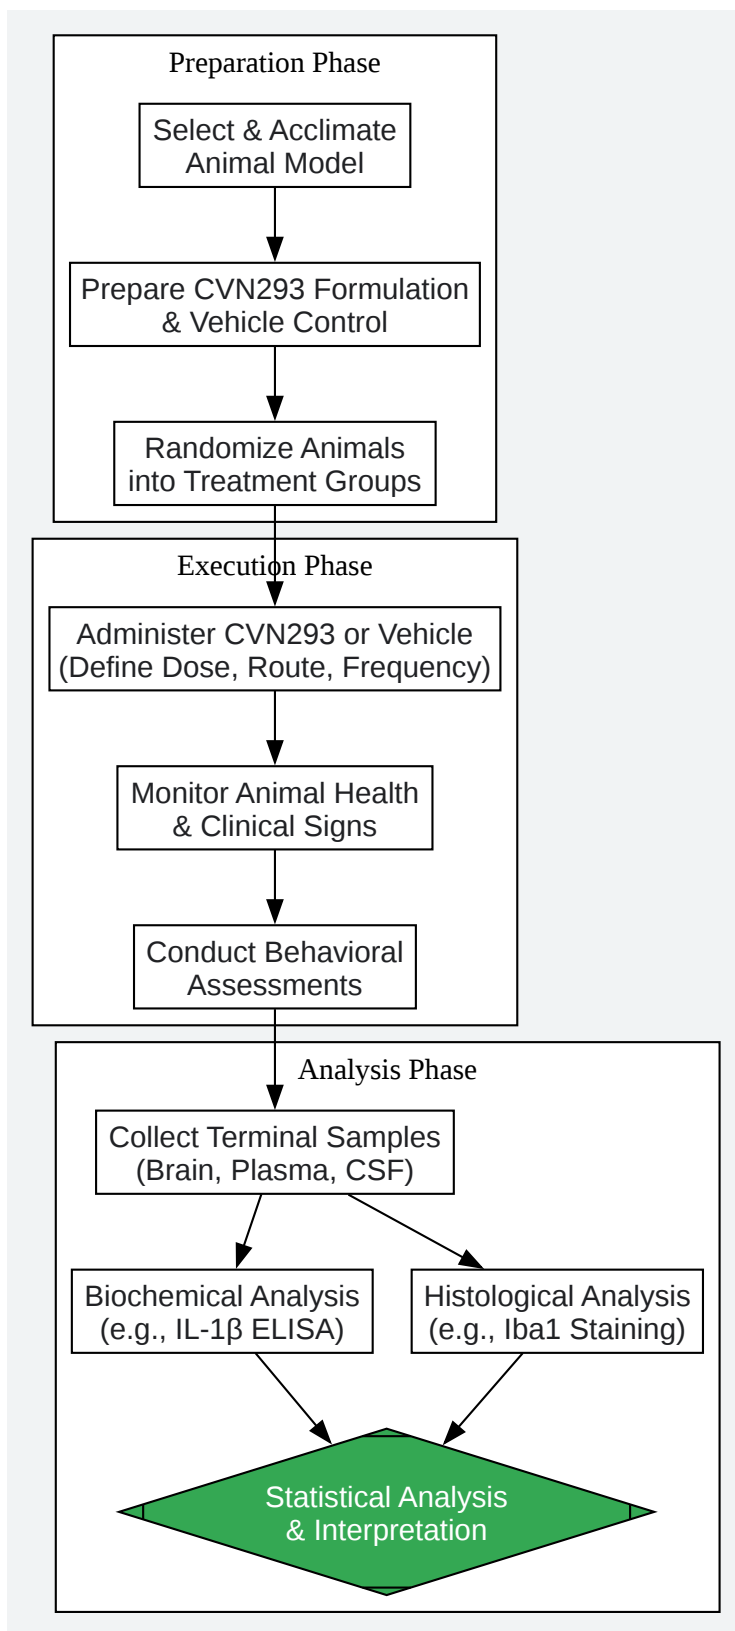 Preparation Phase
Select & Acclimate
Animal Model
Prepare CVN293 Formulation
& Vehicle Control
Randomize Animals
into Treatment Groups
Execution Phase
Administer CVN293 or Vehicle
(Define Dose, Route, Frequency)
Monitor Animal Health
& Clinical Signs
Conduct Behavioral
Assessments
Analysis Phase
Collect Terminal Samples
(Brain, Plasma, CSF)
Biochemical Analysis
(e.g., IL-1β ELISA)
Histological Analysis
(e.g., Iba1 Staining)
Statistical Analysis
& Interpretation